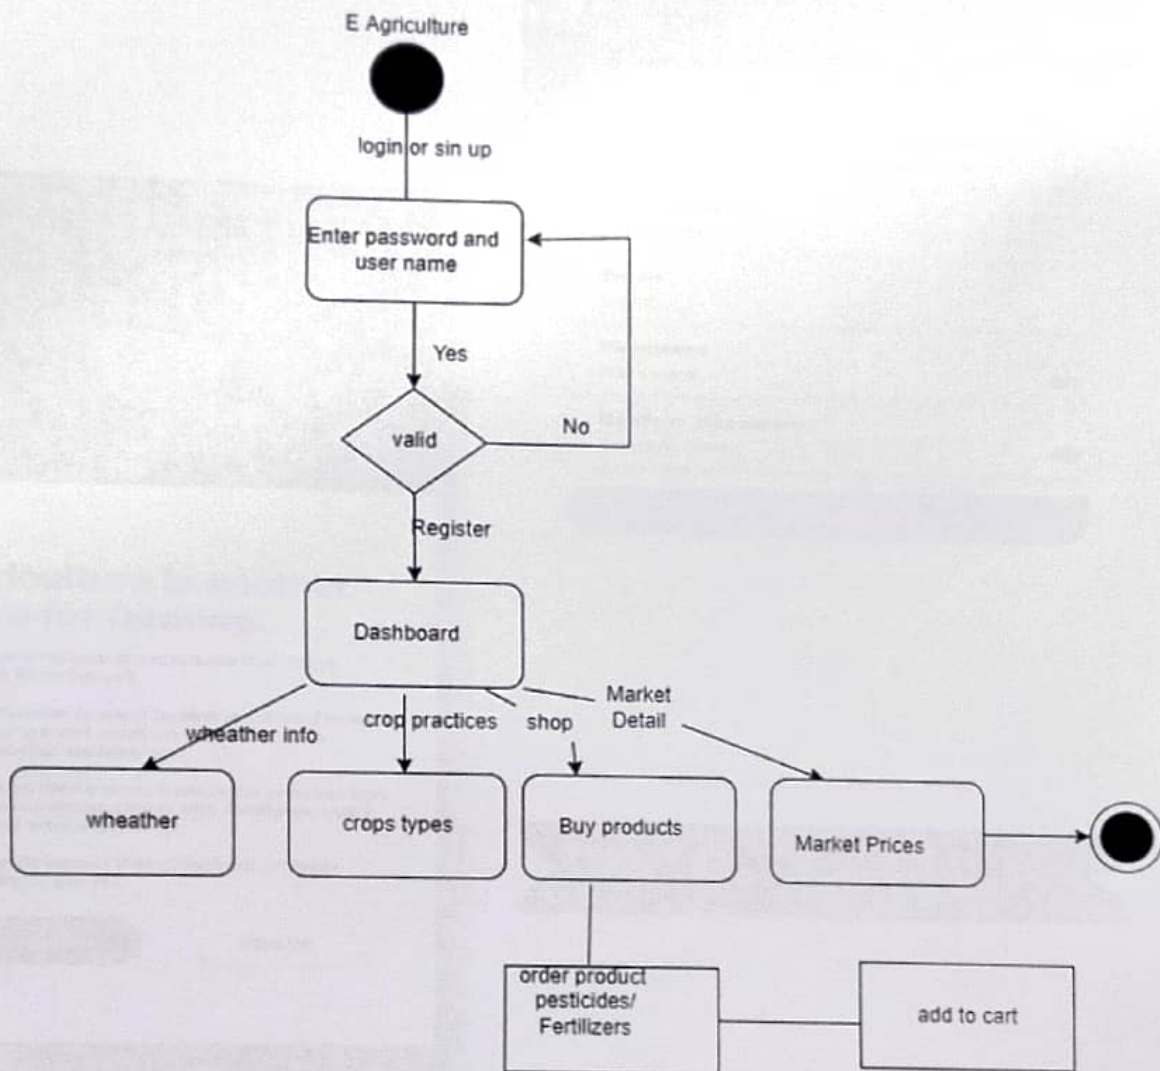 E Agriculture
login or sin up
Enter password and
user name
Yes
valid
No
Register
Dashboard
Market
Detail
wheather info
crop practices
shop
wheather
crops types
Buy products
Market Prices
order product
pesticides/
Fertilizers
add to cart